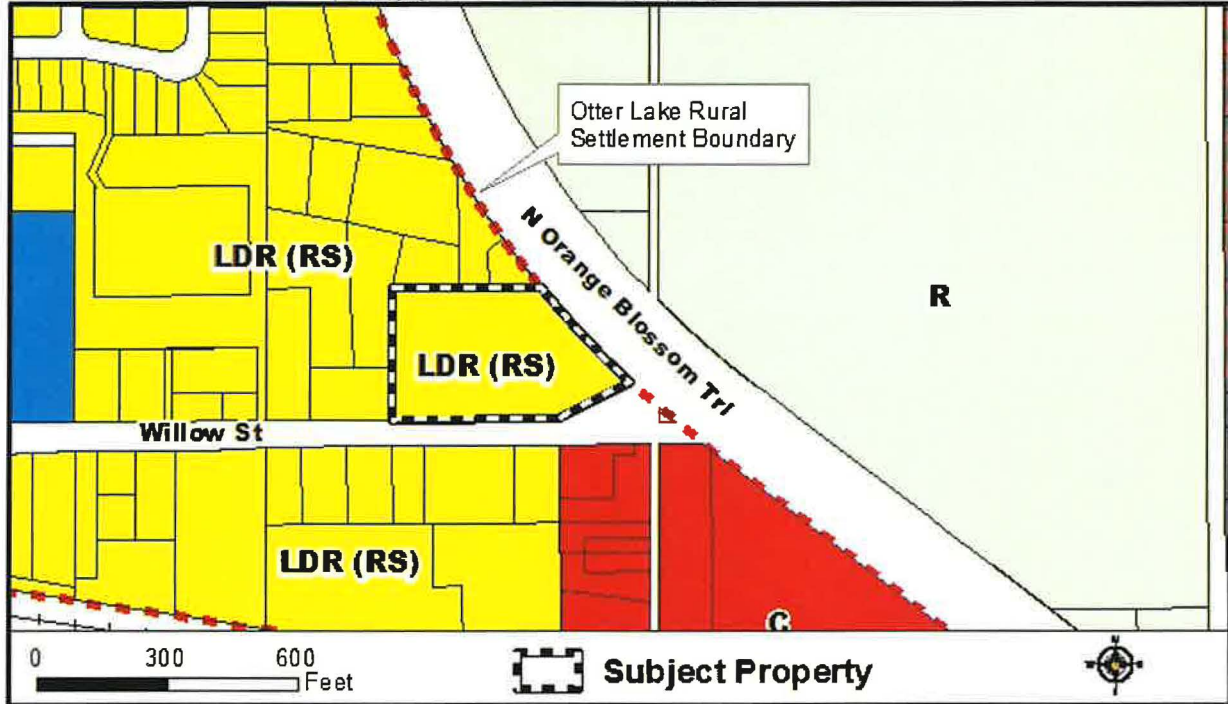 Otter Lake Rural
Settlement Boundary
N Orange Blossom Trl
LDR (RS)
R
LDR (RS)
Willow St
LDR (RS)
C
0 300 600
Feet
Subject Property